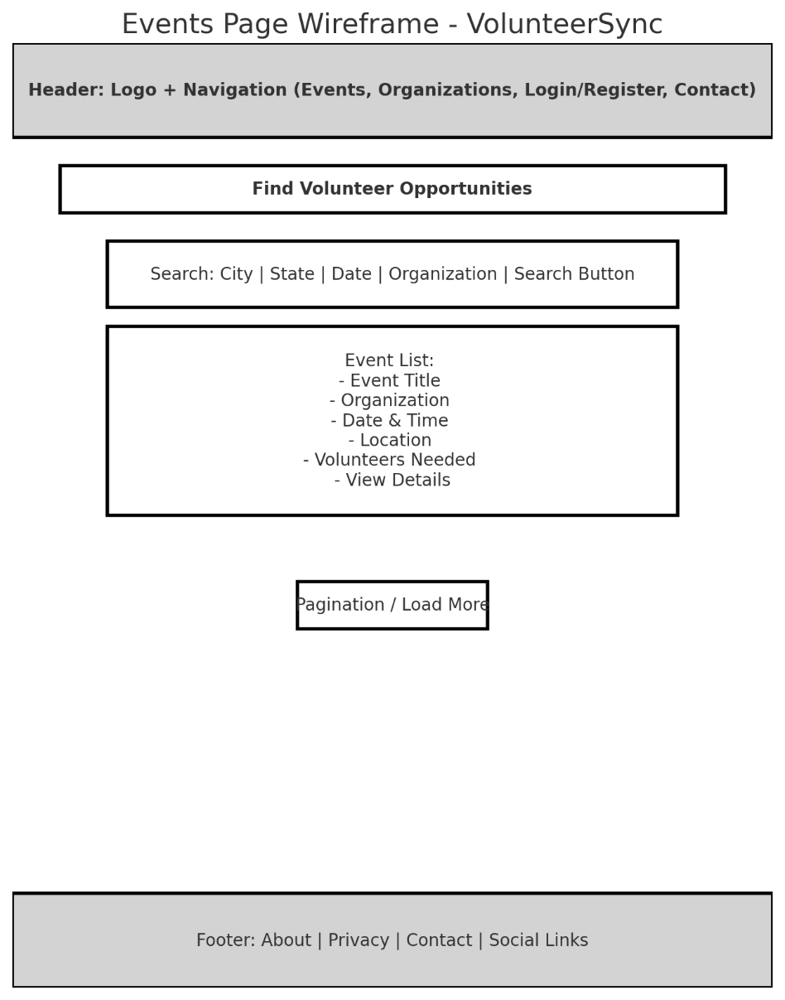 Events Page Wireframe - VolunteerSync
Header: Logo + Navigation (Events, Organizations, Login/Register, Contact)
Find Volunteer Opportunities
Search: City | State | Date | Organization | Search Button
Event List:
- Event Title
- Organization
- Date & Time
- Location
- Volunteers Needed
- View Details
Pagination / Load More
Footer: About | Privacy | Contact | Social Links